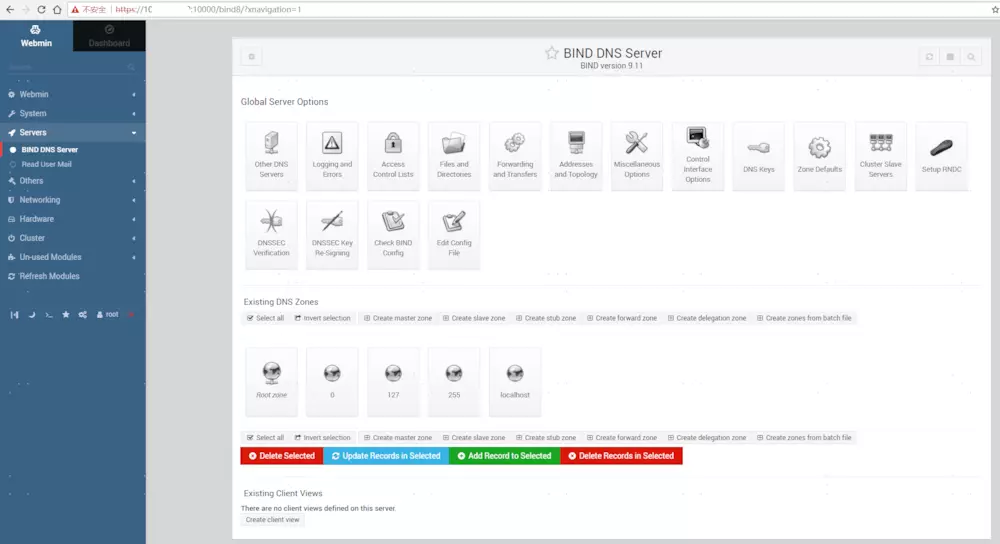 不安全 https://10 :10000/bind8/?xnavigation=1
Webmin
Dashboard
Search
Webmin
System
Servers
BIND DNS Server
Read User Mail
Others
Networking
Hardware
Cluster
Un-used Modules
Refresh Modules
root
BIND DNS Server
BIND version 9.11
Global Server Options
Other DNS Servers
Logging and Errors
Access Control Lists
Files and Directories
Forwarding and Transfers
Addresses and Topology
Miscellaneous Options
Control Interface Options
DNS Keys
Zone Defaults
Cluster Slave Servers
Setup RNDC
DNSSEC Verification
DNSSEC Key Re-Signing
Check BIND Config
Edit Config File
Existing DNS Zones
Select all Invert selection Create master zone Create slave zone Create stub zone Create forward zone Create delegation zone Create zones from batch file
Root zone
0
127
255
localhost
Select all Invert selection Create master zone Create slave zone Create stub zone Create forward zone Create delegation zone Create zones from batch file
Delete Selected Update Records in Selected Add Record to Selected Delete Records in Selected
Existing Client Views
There are no client views defined on this server.
Create client view